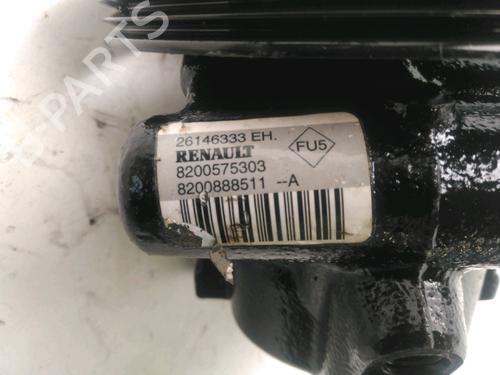 26146333 EH.
RENAULT
FU5
8200575303
8200888511 --A
B-PARTS